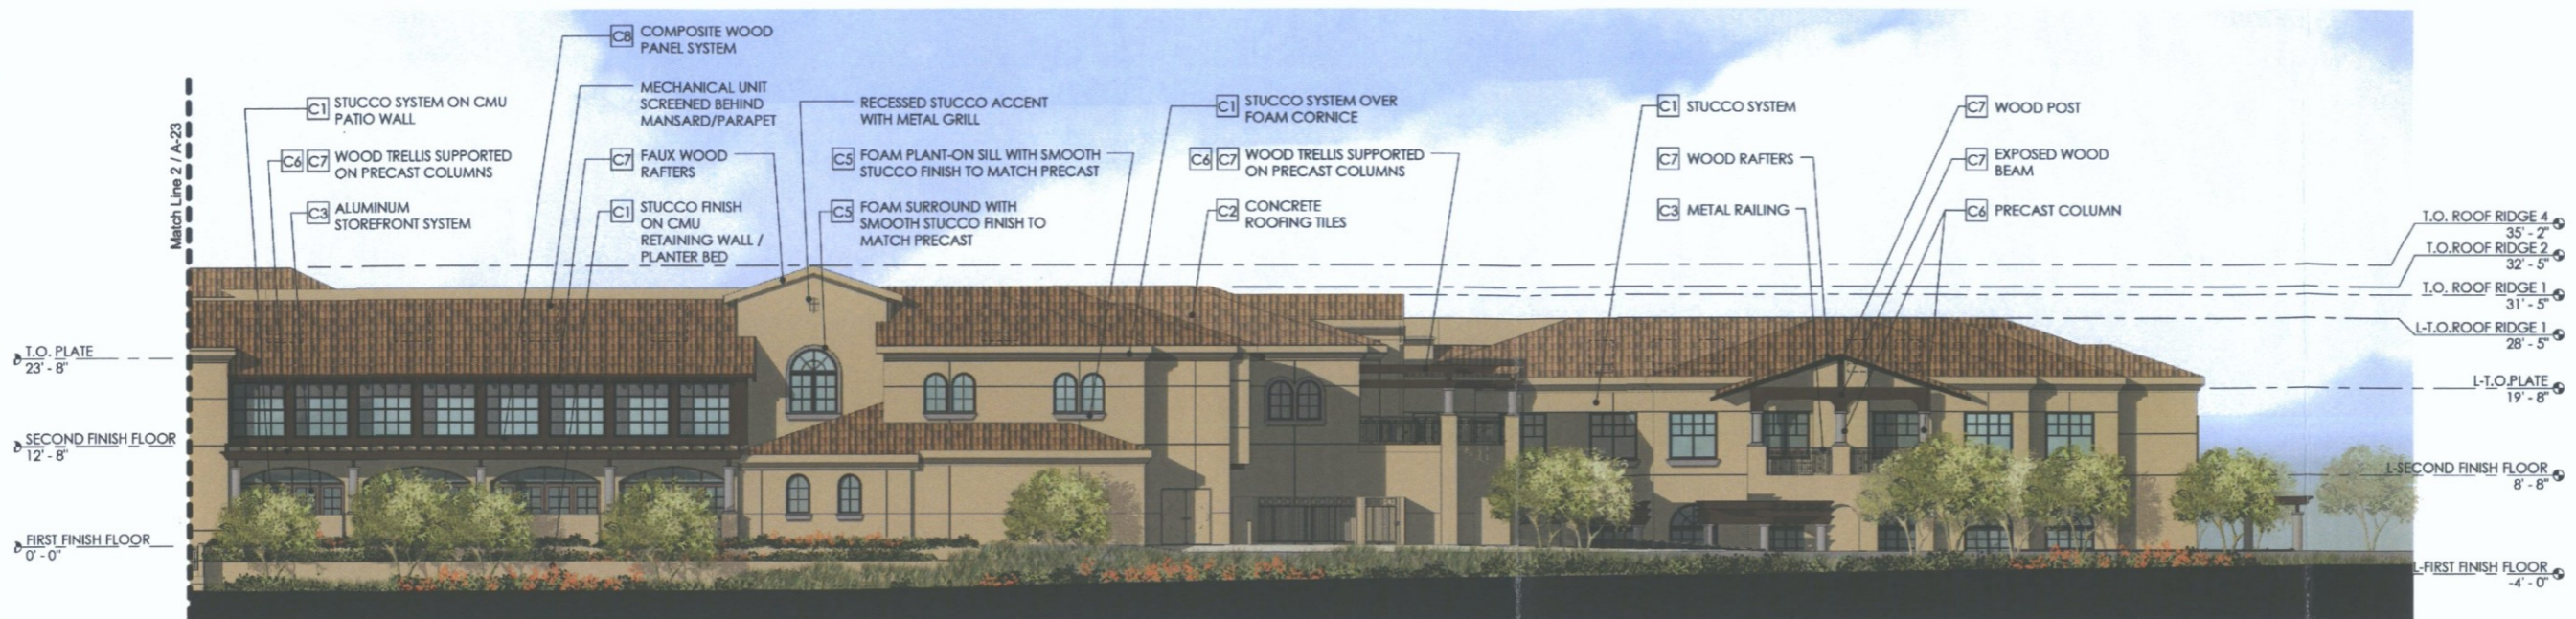 C8 COMPOSITE WOOD
PANEL SYSTEM
MECHANICAL UNIT
SCREENED BEHIND
MANSARD/PARAPET
C1 STUCCO SYSTEM ON CMU
PATIO WALL
C6 C7 WOOD TRELLIS SUPPORTED
ON PRECAST COLUMNS
C3 ALUMINUM
STOREFRONT SYSTEM
C7 FAUX WOOD
RAFTERS
C1 STUCCO FINISH
ON CMU
RETAINING WALL /
PLANTER BED
RECESSED STUCCO ACCENT
WITH METAL GRILL
C5 FOAM PLANT-ON SILL WITH SMOOTH
STUCCO FINISH TO MATCH PRECAST
C5 FOAM SURROUND WITH
SMOOTH STUCCO FINISH TO
MATCH PRECAST
C1 STUCCO SYSTEM OVER
FOAM CORNICE
C6 C7 WOOD TRELLIS SUPPORTED
ON PRECAST COLUMNS
C2 CONCRETE
ROOFING TILES
C1 STUCCO SYSTEM
C7 WOOD RAFTERS
C3 METAL RAILING
C7 WOOD POST
C7 EXPOSED WOOD
BEAM
C6 PRECAST COLUMN
Match Line 2 / A-23
T.O. PLATE
23' - 8"
SECOND FINISH FLOOR
12' - 8"
FIRST FINISH FLOOR
0' - 0"
T.O. ROOF RIDGE 4
35' - 2"
T.O.ROOF RIDGE 2
32' - 5"
T.O. ROOF RIDGE 1
31' - 5"
L-T.O.ROOF RIDGE 1
28' - 5"
L-T.O.PLATE
19' - 8"
L-SECOND FINISH FLOOR
8' - 8"
L-FIRST FINISH FLOOR
-4' - 0"